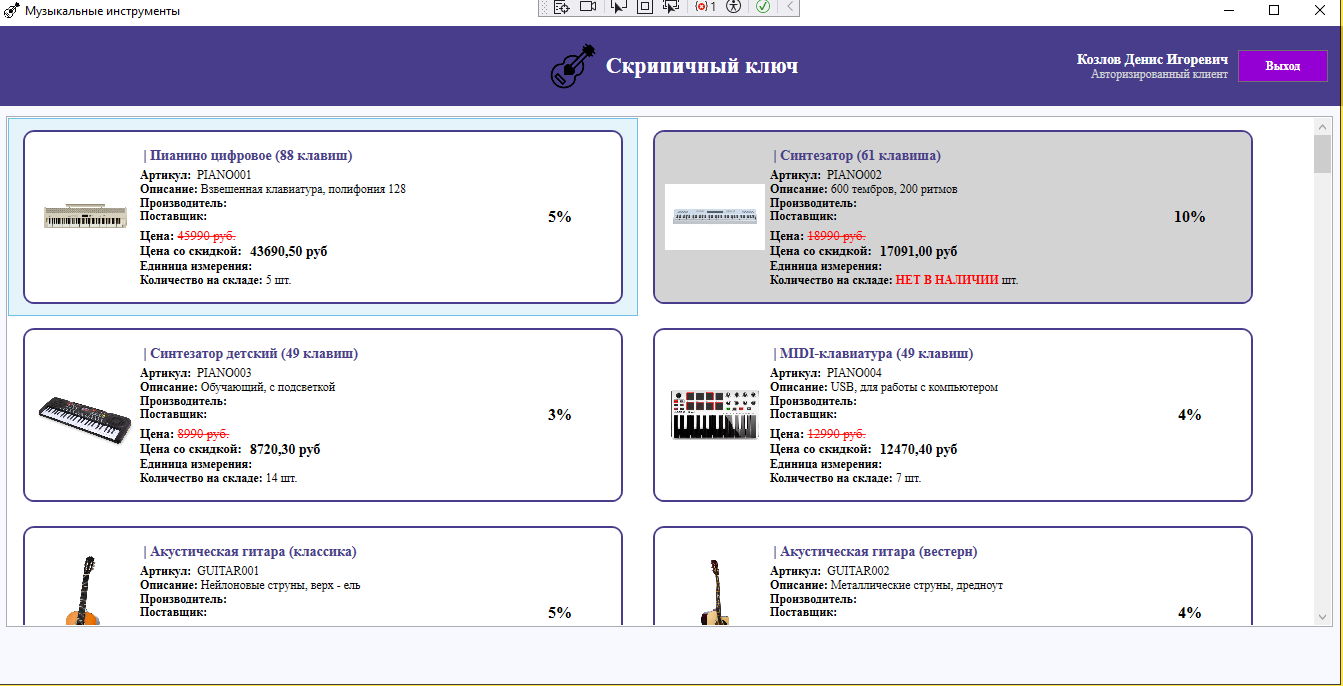 Музыкальные инструменты
1
Скрипичный ключ
Козлов Денис Игоревич
Авторизированный клиент
Выход
| Пианино цифровое (88 клавиш)
Артикул: PIANO001
Описание: Взвешенная клавиатура, полифония 128
Производитель:
Поставщик:
5%
Цена: 45990 руб.
Цена со скидкой: 43690,50 руб
Единица измерения:
Количество на складе: 5 шт.
| Синтезатор (61 клавиша)
Артикул: PIANO002
Описание: 600 тембров, 200 ритмов
Производитель:
Поставщик:
10%
Цена: 18990 руб.
Цена со скидкой: 17091,00 руб
Единица измерения:
Количество на складе: НЕТ В НАЛИЧИИ шт.
| Синтезатор детский (49 клавиш)
Артикул: PIANO003
Описание: Обучающий, с подсветкой
Производитель:
Поставщик:
3%
Цена: 8990 руб.
Цена со скидкой: 8720,30 руб
Единица измерения:
Количество на складе: 14 шт.
| MIDI-клавиатура (49 клавиш)
Артикул: PIANO004
Описание: USB, для работы с компьютером
Производитель:
Поставщик:
4%
Цена: 12990 руб.
Цена со скидкой: 12470,40 руб
Единица измерения:
Количество на складе: 7 шт.
| Акустическая гитара (классика)
Артикул: GUITAR001
Описание: Нейлоновые струны, верх - ель
Производитель:
Поставщик:
5%
| Акустическая гитара (вестерн)
Артикул: GUITAR002
Описание: Металлические струны, дредноут
Производитель:
Поставщик:
4%